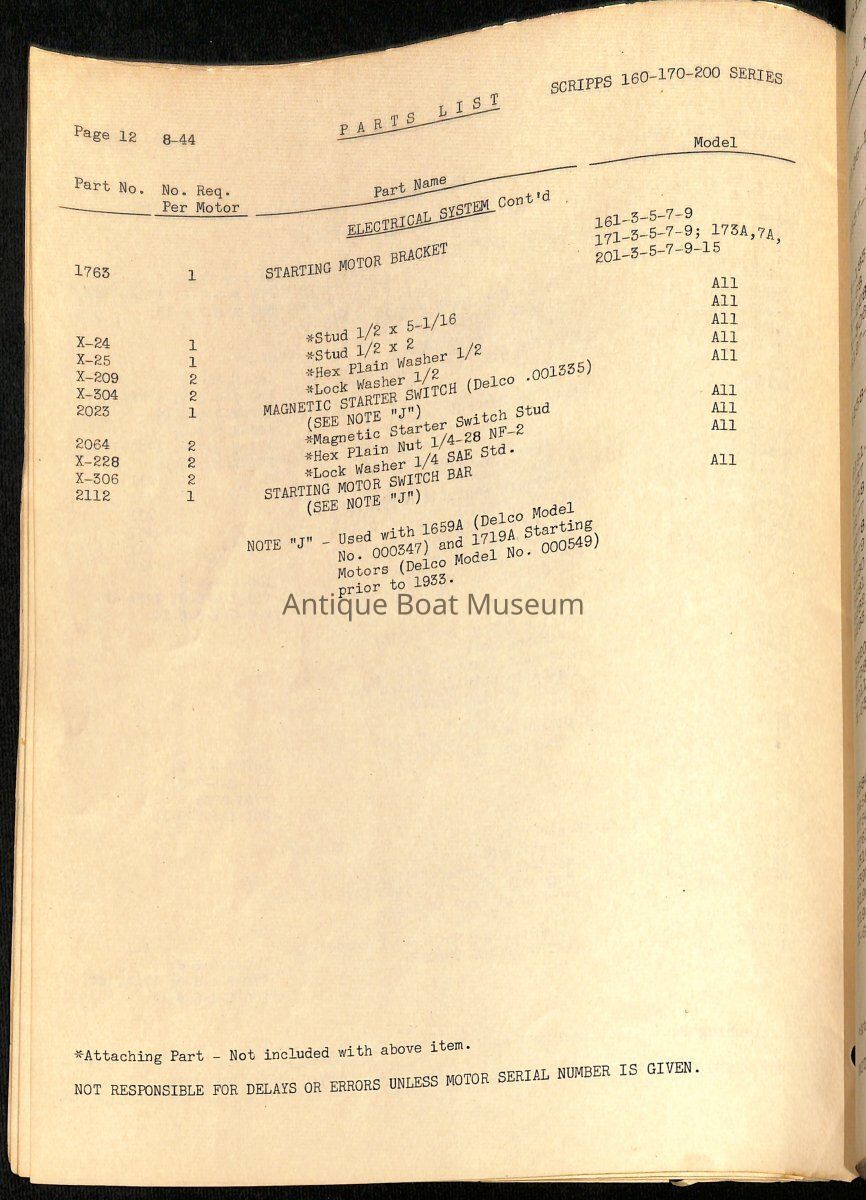 SCRIPPS 160-170-200 SERIES
PARTS LIST
Page 12 8-44
Model
Part No. No. Req. Per Motor Part Name
ELECTRICAL SYSTEM Cont'd
1763 1 STARTING MOTOR BRACKET 161-3-5-7-9
171-3-5-7-9; 173A,7A,
201-3-5-7-9-15
X-24 1 *Stud 1/2 x 5-1/16 All
X-25 1 *Stud 1/2 x 2 All
X-209 2 *Hex Plain Washer 1/2 All
X-304 2 *Lock Washer 1/2 All
2023 1 MAGNETIC STARTER SWITCH (Delco .001335) All
(SEE NOTE "J")
2064 2 *Magnetic Starter Switch Stud All
X-228 2 *Hex Plain Nut 1/4-28 NF-2 All
X-306 2 *Lock Washer 1/4 SAE Std. All
2112 1 STARTING MOTOR SWITCH BAR All
(SEE NOTE "J")
NOTE "J" - Used with 1659A (Delco Model
No. 000347) and 1719A Starting
Motors (Delco Model No. 000549)
prior to 1933.
Antique Boat Museum
*Attaching Part - Not included with above item.
NOT RESPONSIBLE FOR DELAYS OR ERRORS UNLESS MOTOR SERIAL NUMBER IS GIVEN.